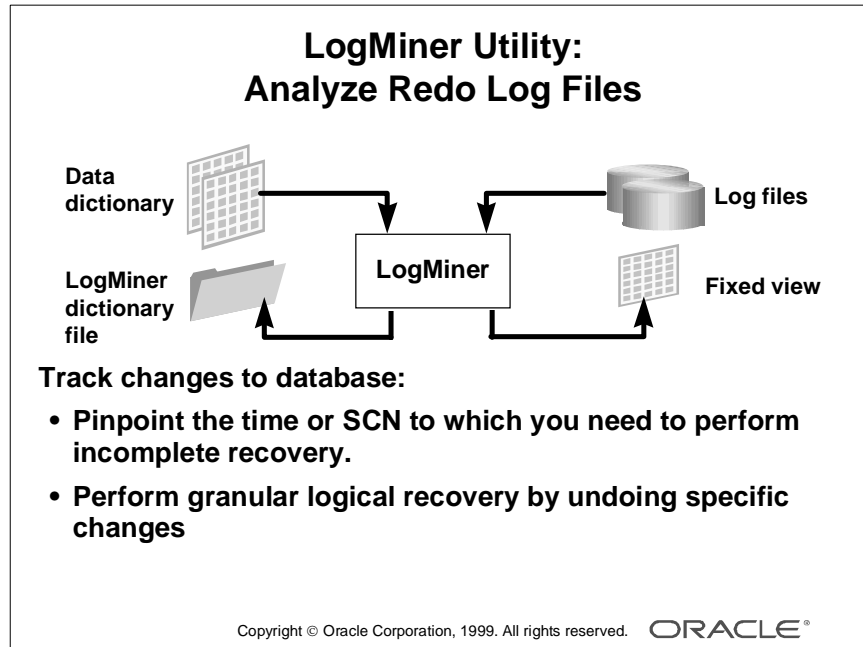 LogMiner Utility:
Analyze Redo Log Files
Data
dictionary
Log files
LogMiner
LogMiner
dictionary
file
Fixed view
Track changes to database:
• Pinpoint the time or SCN to which you need to perform
incomplete recovery.
• Perform granular logical recovery by undoing specific
changes
Copyright © Oracle Corporation, 1999. All rights reserved. ORACLE®